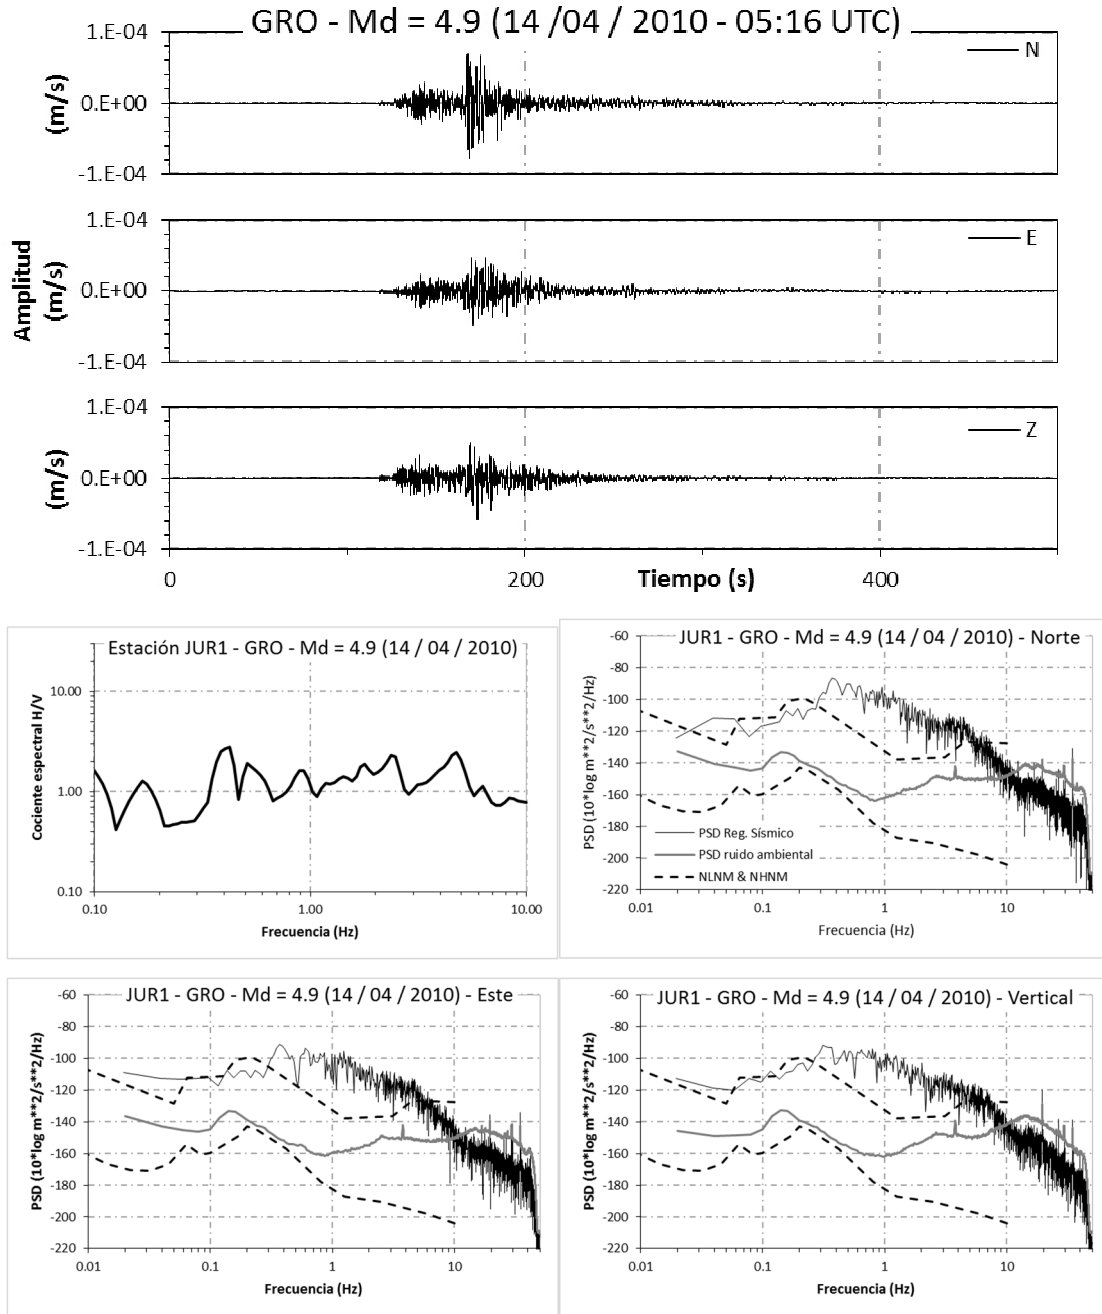 GRO - Md = 4.9 (14 /04 / 2010 - 05:16 UTC)
1.E-04
N
0.E+00
(m/s)
-1.E-04
1.E-04
E
Amplitud
(m/s)
0.E+00
-1.E-04
1.E-04
Z
(m/s)
0.E+00
-1.E-04
0 200 400
Tiempo (s)
Estación JUR1 - GRO - Md = 4.9 (14 / 04 / 2010)
Cociente espectral H/V
10.00
1.00
0.10
0.10 1.00 10.00
Frecuencia (Hz)
JUR1 - GRO - Md = 4.9 (14 / 04 / 2010) - Norte
PSD (10*log m**2/s**2/Hz)
-60
-80
-100
-120
-140
-160
-180
-200
-220
PSD Reg. Sísmico
PSD ruido ambiental
NLNM & NHNM
0.01 0.1 1 10
Frecuencia (Hz)
JUR1 - GRO - Md = 4.9 (14 / 04 / 2010) - Este
PSD (10*log m**2/s**2/Hz)
-60
-80
-100
-120
-140
-160
-180
-200
-220
0.01 0.1 1 10
Frecuencia (Hz)
JUR1 - GRO - Md = 4.9 (14 / 04 / 2010) - Vertical
PSD (10*log m**2/s**2/Hz)
-60
-80
-100
-120
-140
-160
-180
-200
-220
0.01 0.1 1 10
Frecuencia (Hz)